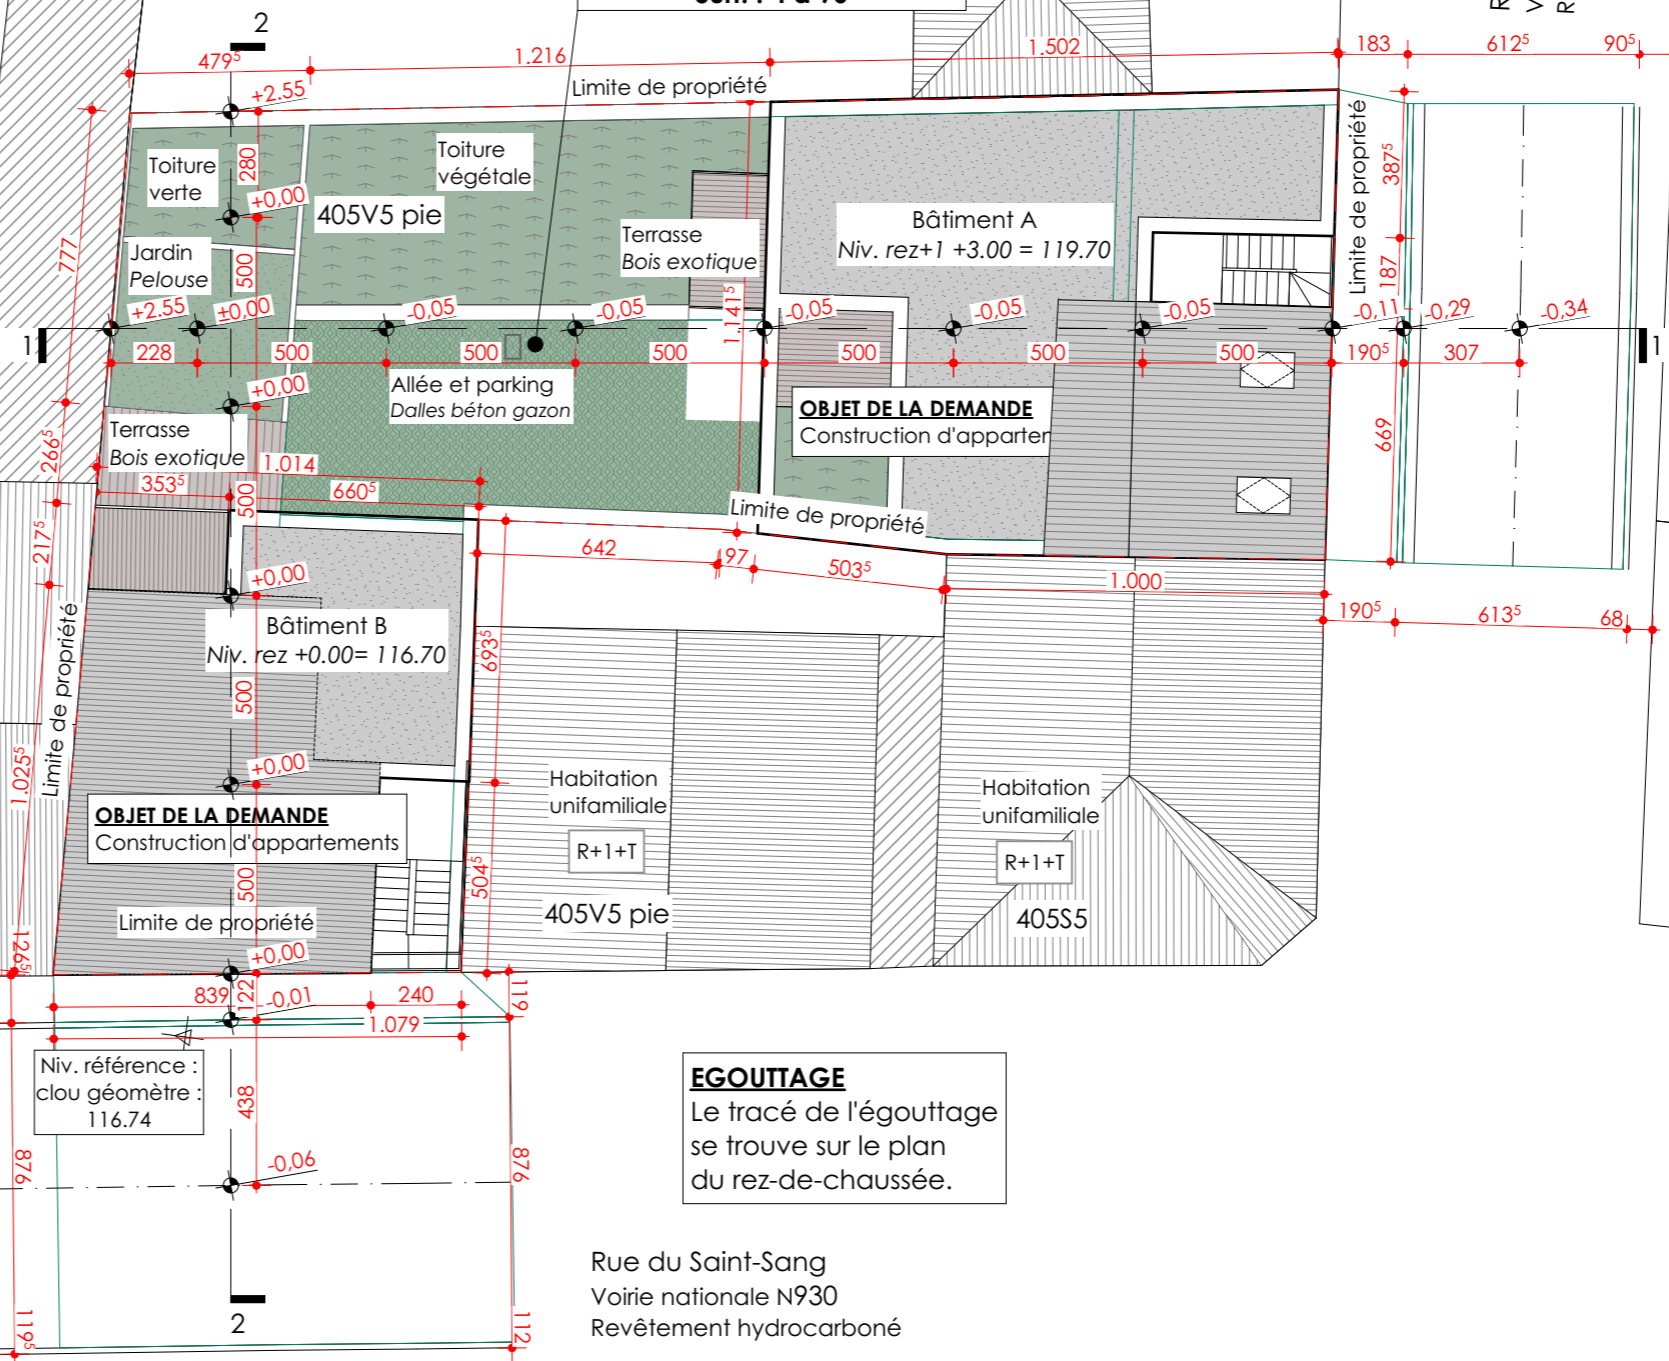 2
479⁵
1.216
1.502
183
612⁵
90⁵
+2.55
Limite de propriété
Toiture
verte
280
Toiture
végétale
+0,00
405V5 pie
Terrasse
Bois exotique
Bâtiment A
Niv. rez+1 +3.00 = 119.70
Limite de propriété
387⁵
187
777
Jardin
Pelouse
500
+2.55
±0,00
-0,05
-0,05
1.141⁵
-0,05
-0,05
-0,05
-0,11
-0,29
-0,34
1
1
228
500
500
500
500
500
500
190⁵
307
+0,00
Allée et parking
Dalles béton gazon
OBJET DE LA DEMANDE
Construction d'apparter
669
266⁵
Terrasse
Bois exotique
1.014
353⁵
660⁵
500
Limite de propriété
217⁵
642
97
503⁵
1.000
+0,00
190⁵
613⁵
68
Bâtiment B
Niv. rez +0.00= 116.70
693⁵
500
Limite de propriété
1.025⁵
+0,00
Habitation
unifamiliale
R+1+T
Habitation
unifamiliale
R+1+T
OBJET DE LA DEMANDE
Construction d'appartements
500
504⁵
405V5 pie
405S5
Limite de propriété
126⁵
+0,00
839
122
-0,01
240
119
1.079
Niv. référence :
clou géomètre :
116.74
438
EGOUTTAGE
Le tracé de l'égouttage
se trouve sur le plan
du rez-de-chaussée.
876
-0,06
876
Rue du Saint-Sang
Voirie nationale N930
Revêtement hydrocarboné
119⁵
2
112